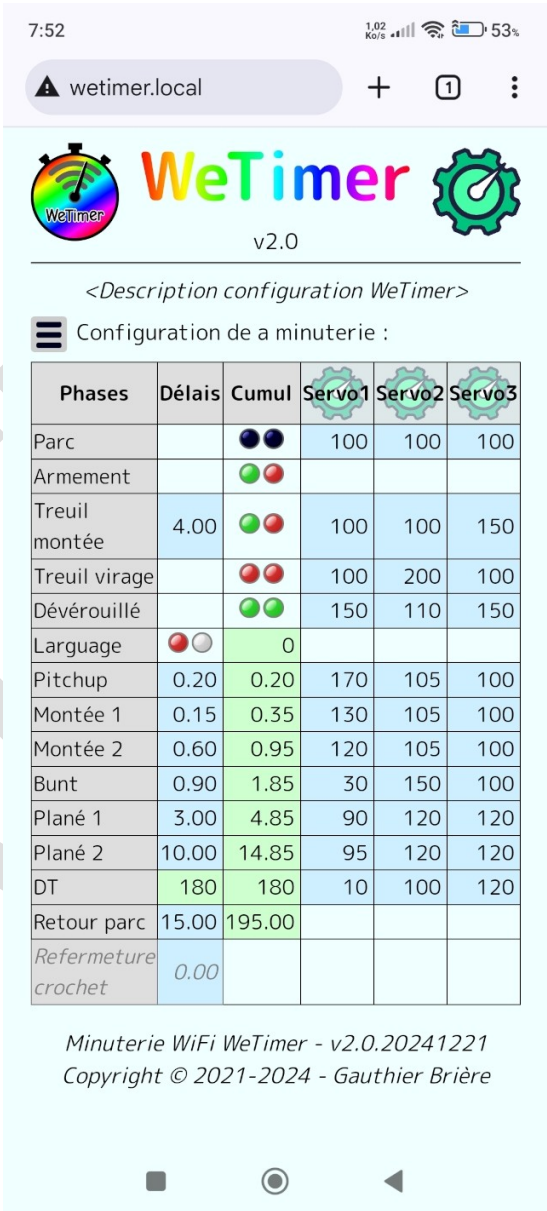 7:52
1,02 Ko/s 53%
wetimer.local
1
WeTimer
WeTimer
v2.0
<Description configuration WeTimer>
Configuration de a minuterie :
Phases Délais Cumul Servo1 Servo2 Servo3
Parc 100 100 100
Armement
Treuil
montée 4.00 100 100 150
Treuil virage 100 200 100
Dévérouillé 150 110 150
Larguage 0
Pitchup 0.20 0.20 170 105 100
Montée 1 0.15 0.35 130 105 100
Montée 2 0.60 0.95 120 105 100
Bunt 0.90 1.85 30 150 100
Plané 1 3.00 4.85 90 120 120
Plané 2 10.00 14.85 95 120 120
DT 180 180 10 100 120
Retour parc 15.00 195.00
Refermeture
crochet 0.00
Minuterie WiFi WeTimer - v2.0.20241221
Copyright © 2021-2024 - Gauthier Brière